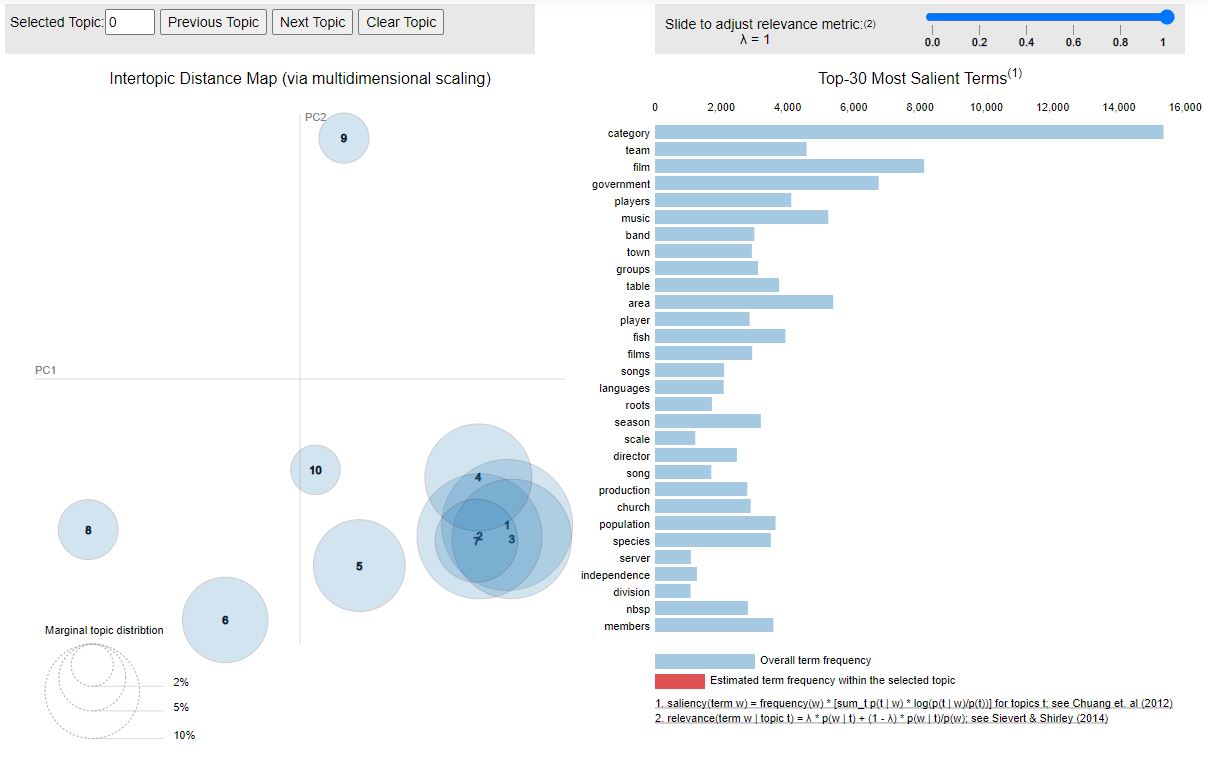 Selected Topic: 0 Previous Topic Next Topic Clear Topic
Slide to adjust relevance metric:(2)
λ = 1
0.0 0.2 0.4 0.6 0.8 1
Intertopic Distance Map (via multidimensional scaling)
PC2
PC1
9
10
4
8
1
2
7
3
5
6
Marginal topic distribtion
2%
5%
10%
Top-30 Most Salient Terms(1)
0 2,000 4,000 6,000 8,000 10,000 12,000 14,000 16,000
category
team
film
government
players
music
band
town
groups
table
area
player
fish
films
songs
languages
roots
season
scale
director
song
production
church
population
species
server
independence
division
nbsp
members
Overall term frequency
Estimated term frequency within the selected topic
1. saliency(term w) = frequency(w) * [sum_t p(t | w) * log(p(t | w)/p(t))] for topics t; see Chuang et. al (2012)
2. relevance(term w | topic t) = λ * p(w | t) + (1 - λ) * p(w | t)/p(w); see Sievert & Shirley (2014)